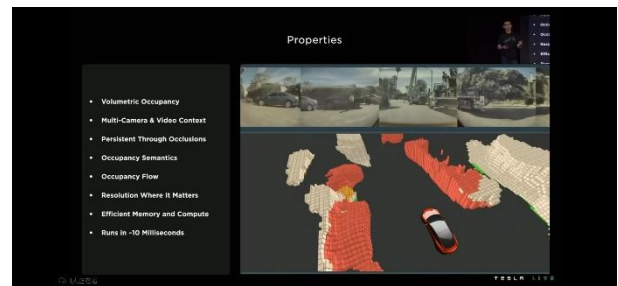 Properties
• Volumetric Occupancy
• Multi-Camera & Video Context
• Persistent Through Occlusions
• Occupancy Semantics
• Occupancy Flow
• Resolution Where It Matters
• Efficient Memory and Compute
• Runs in ~10 Milliseconds
TESLA LIVE